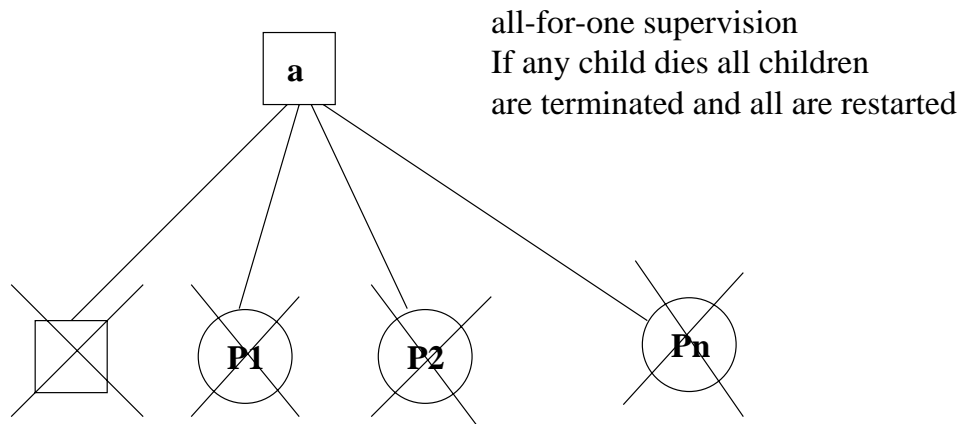 all-for-one supervision
If any child dies all children
are terminated and all are restarted
a
P1
P2
Pn